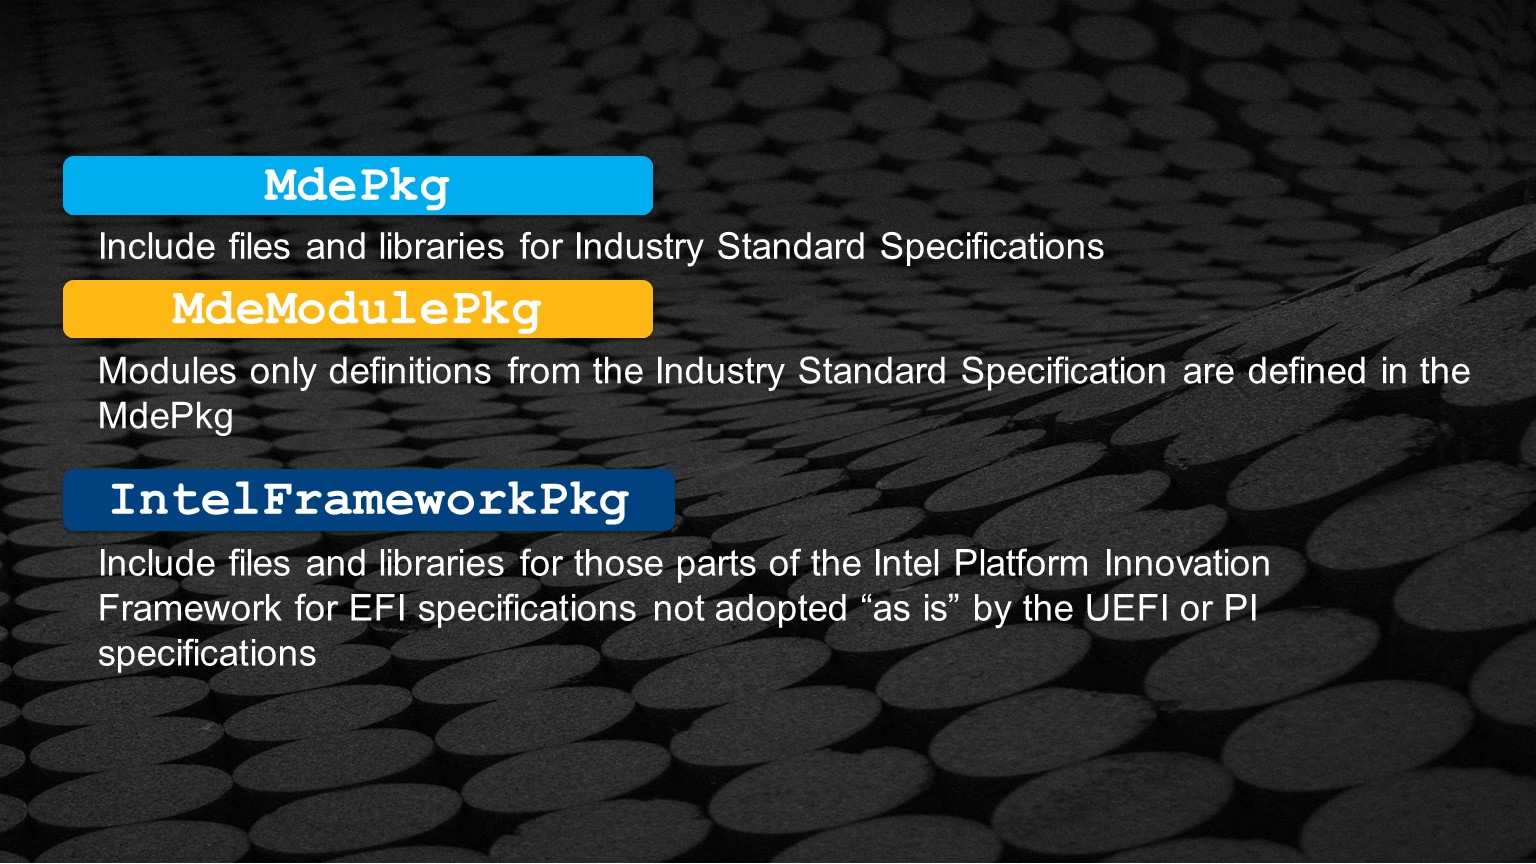 MdePkg
Include files and libraries for Industry Standard Specifications
MdeModulePkg
Modules only definitions from the Industry Standard Specification are defined in the
MdePkg
IntelFrameworkPkg
Include files and libraries for those parts of the Intel Platform Innovation
Framework for EFI specifications not adopted “as is” by the UEFI or PI
specifications